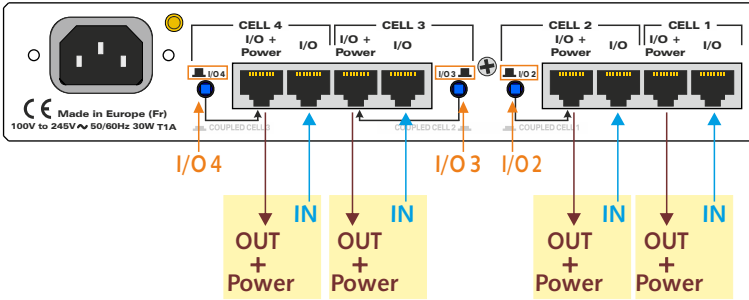 CELL 4 CELL 3 CELL 2 CELL 1
I/O + Power I/O I/O + Power I/O I/O + Power I/O I/O + Power I/O
I/O 4 I/O 3 I/O 2
CE Made in Europe (Fr)
100V to 245V~ 50/60Hz 30W T1A
COUPLED CELL 3 COUPLED CELL 2 COUPLED CELL 1
I/O 4 I/O 3 I/O 2
IN IN IN IN
OUT OUT OUT OUT
+ + + +
Power Power Power Power